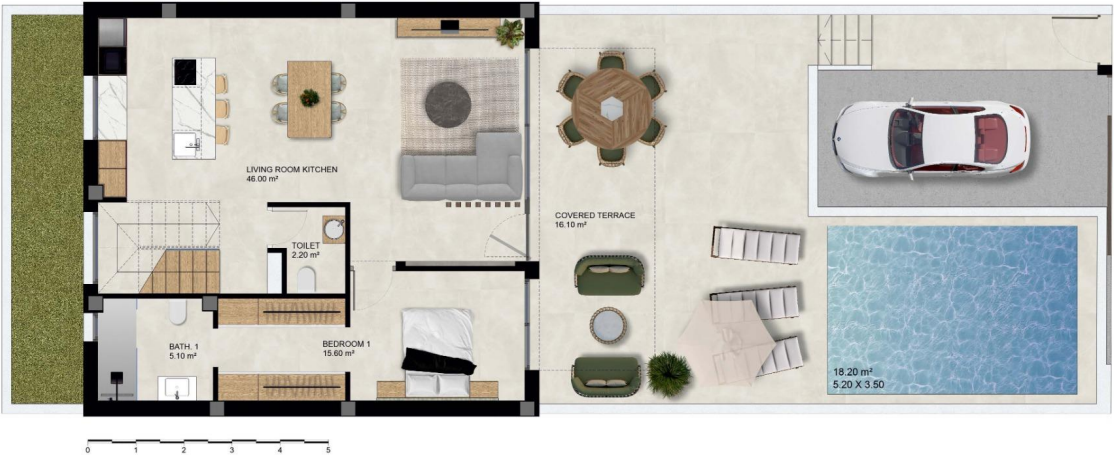 LIVING ROOM KITCHEN
46.00 m²
TOILET
2.20 m²
COVERED TERRACE
16.10 m²
BATH. 1
5.10 m²
BEDROOM 1
15.60 m²
18.20 m²
5.20 X 3.50
0 1 2 3 4 5